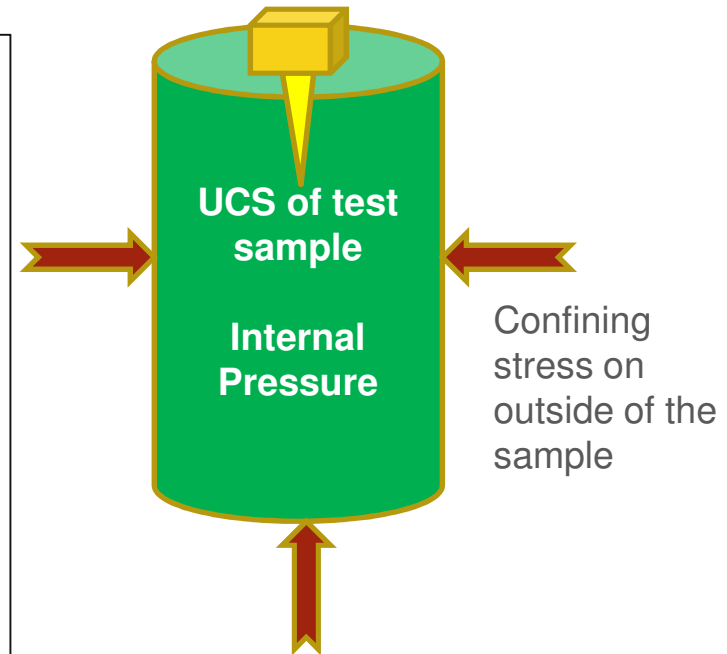 UCS of test
sample
Internal
Pressure
Confining
stress on
outside of the
sample